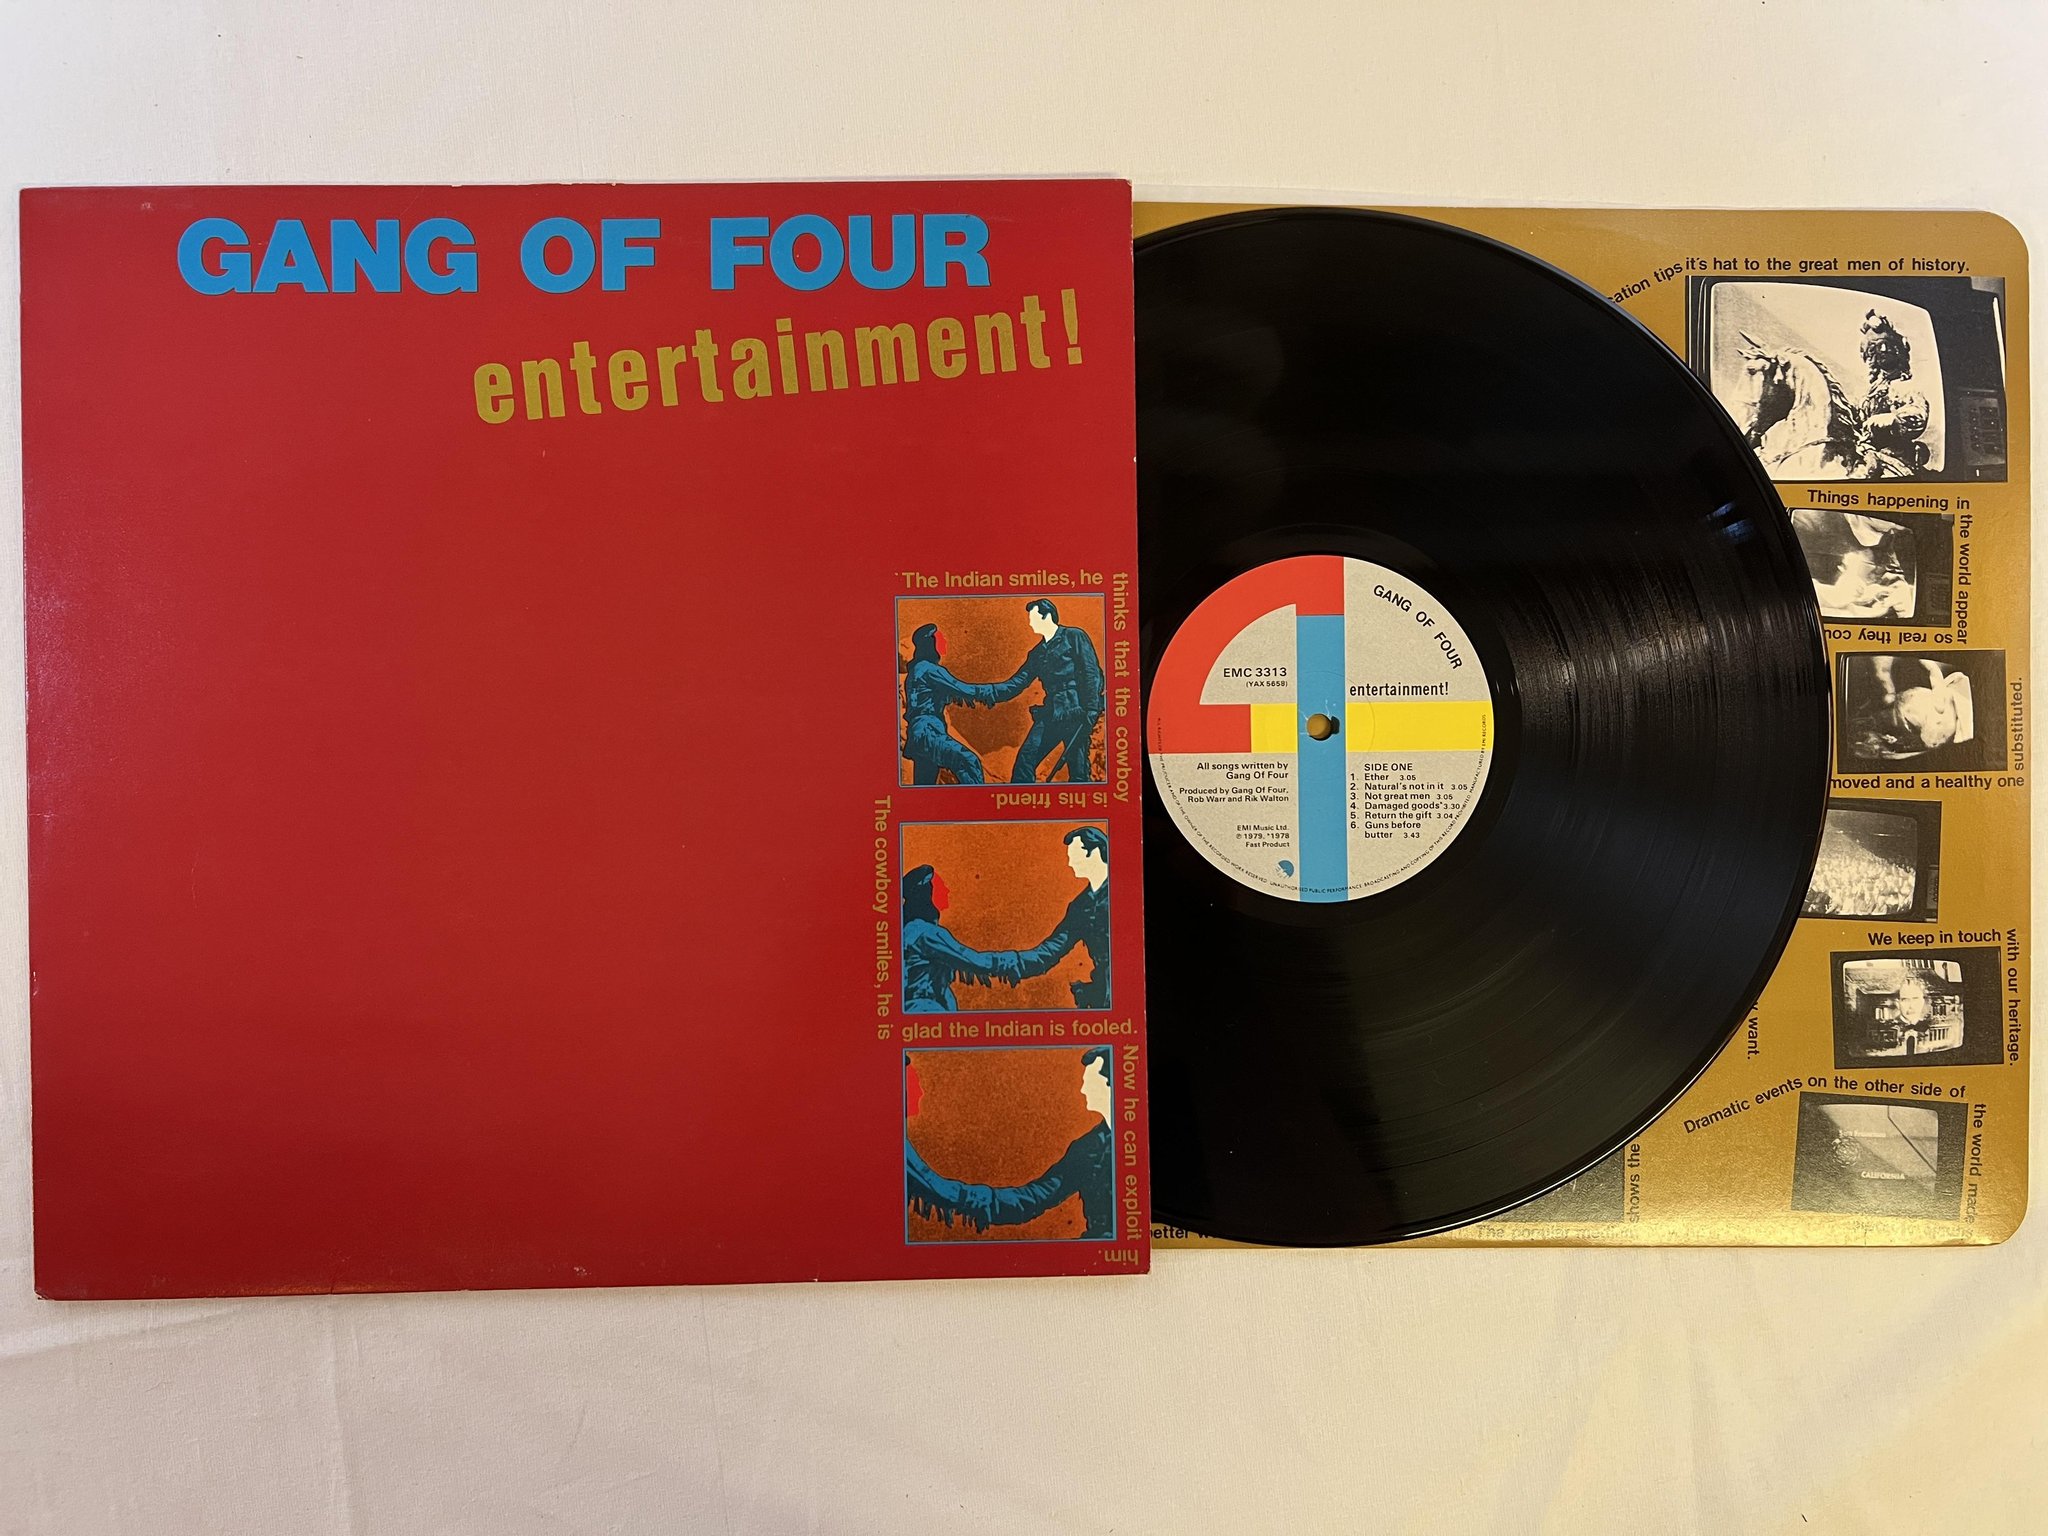 GANG OF FOUR
entertainment!
The Indian smiles, he
thinks that the cowboy
is his friend.
The cowboy smiles, he is
glad the Indian is fooled.
Now he can exploit
him.
GANG OF FOUR
EMC 3313
(YAX 5658)
entertainment!
All songs written by
Gang Of Four
Produced by Gang Of Four,
Rob Warr and Rik Walton
EMI Music Ltd.
℗ 1979. *1978
Fast Product
SIDE ONE
1. Ether 3.05
2. Natural's not in it 3.05
3. Not great men 3.05
4. Damaged goods* 3.30
5. Return the gift 3.04
6. Guns before
butter 3.43
tips
it's hat to the great men of history.
Things happening in
the world appear
so real they
substituted.
moved and a healthy one
We keep in touch
with our heritage.
want.
Dramatic events on the other side of
the world made
CALIFORNIA
shows the